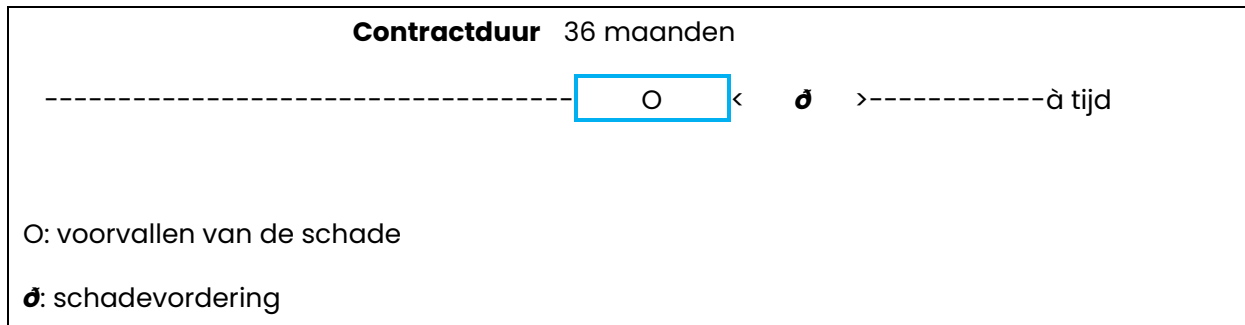 Contractduur 36 maanden
------------------------------------ O < ð >------------à tijd
O: voorvallen van de schade
ð: schadevordering